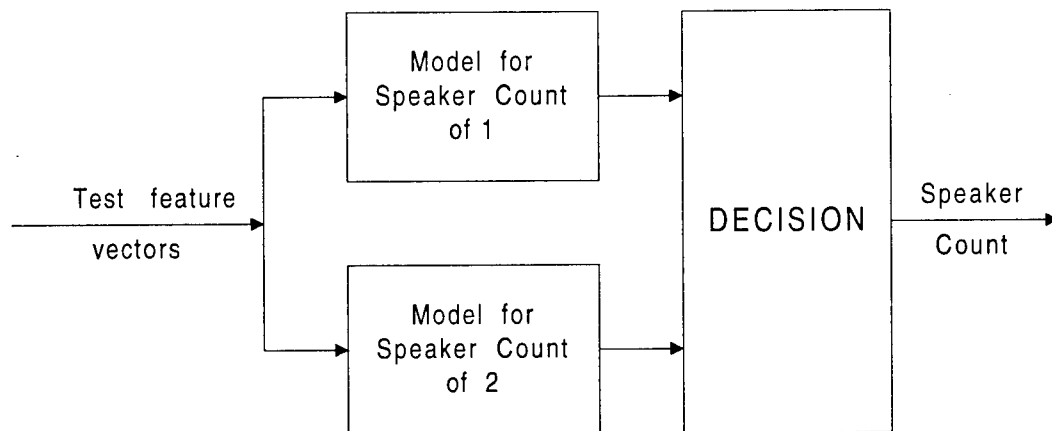 Model for
Speaker Count
of 1
Test feature
vectors
DECISION
Speaker
Count
Model for
Speaker Count
of 2